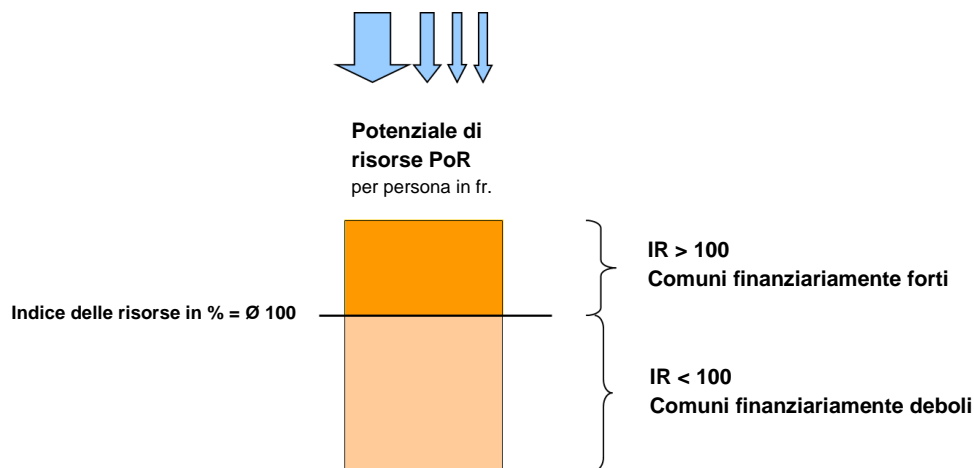 Potenziale di
risorse PoR
per persona in fr.
IR > 100
Comuni finanziariamente forti
Indice delle risorse in % = Ø 100
IR < 100
Comuni finanziariamente deboli